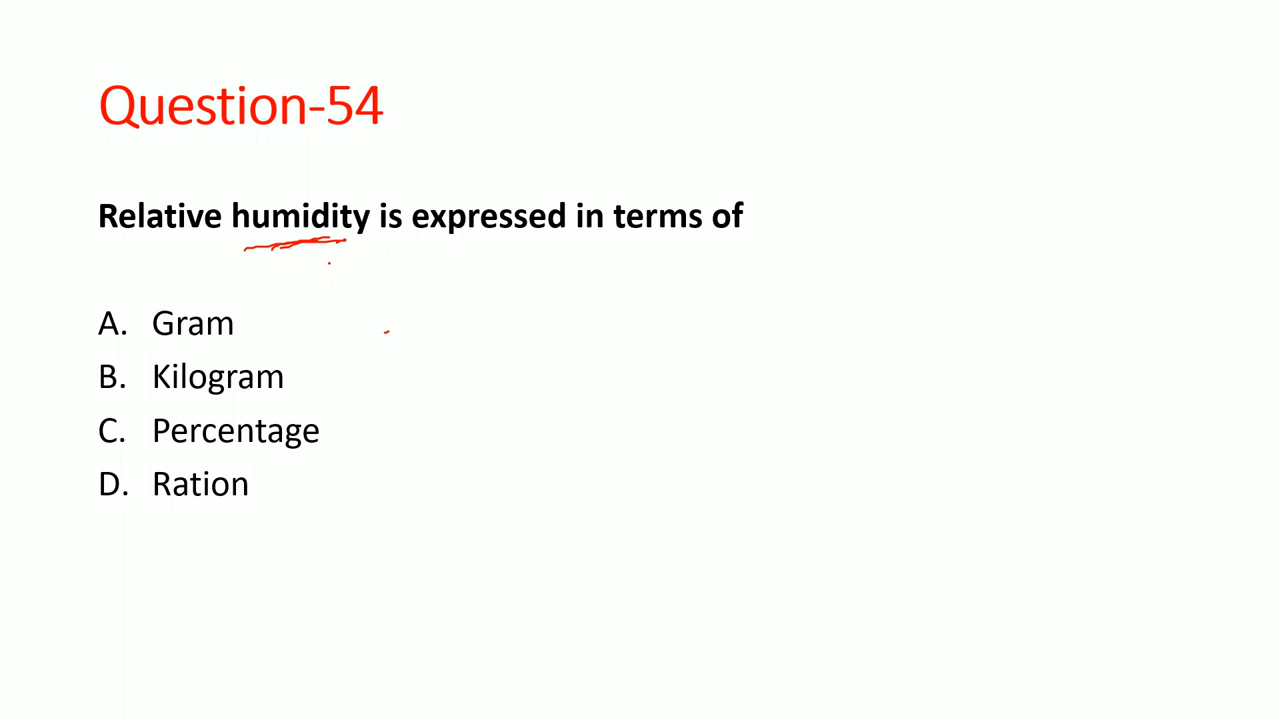 Question-54
Relative humidity is expressed in terms of
A. Gram
B. Kilogram
C. Percentage
D. Ration